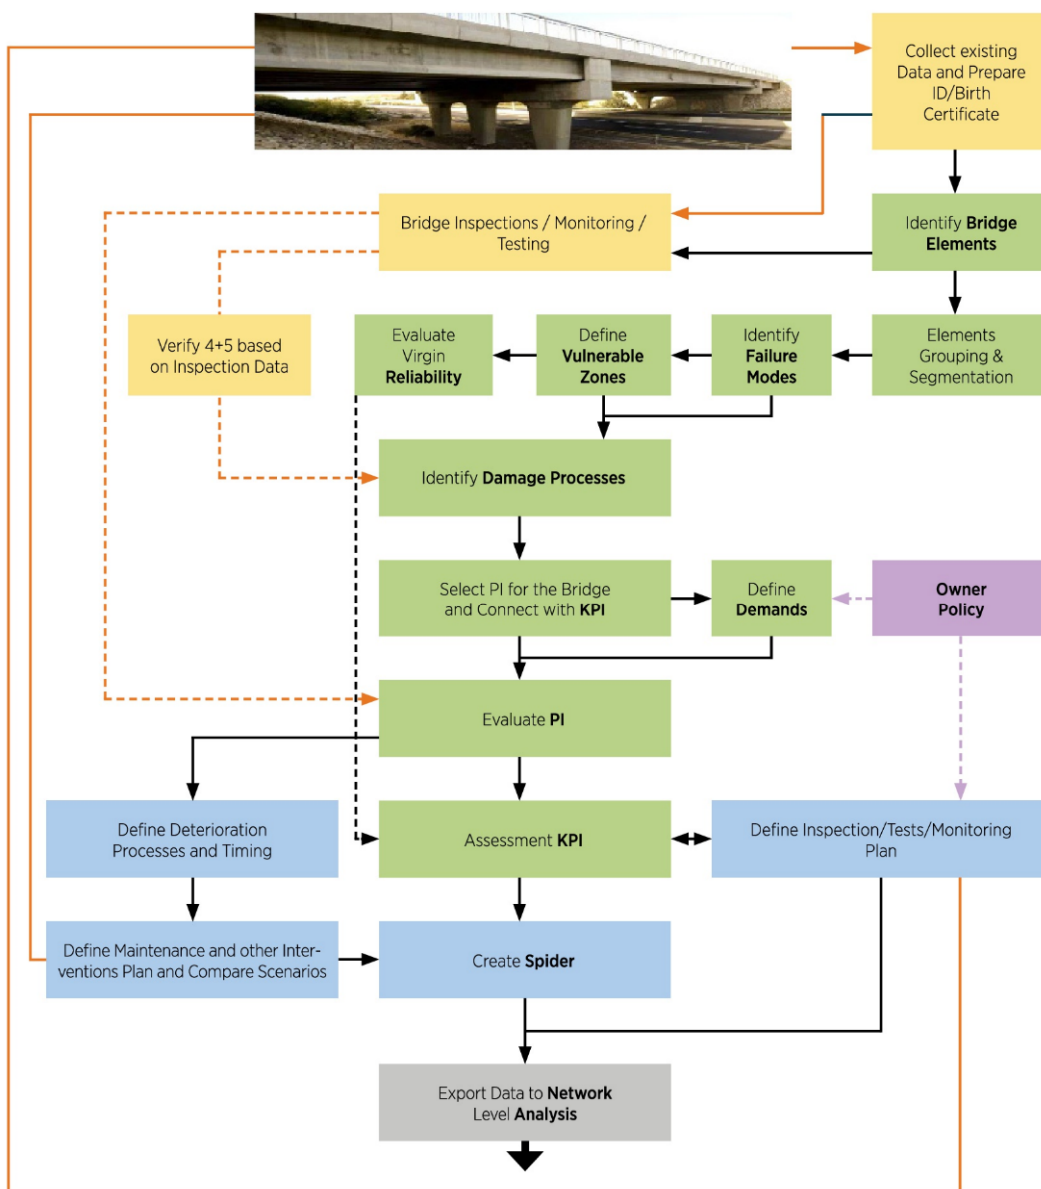 Collect existing
Data and Prepare
ID/Birth
Certificate
Bridge Inspections / Monitoring /
Testing
Identify Bridge
Elements
Verify 4+5 based
on Inspection Data
Evaluate
Virgin
Reliability
Define
Vulnerable
Zones
Identify
Failure
Modes
Elements
Grouping &
Segmentation
Identify Damage Processes
Select PI for the Bridge
and Connect with KPI
Define
Demands
Owner
Policy
Evaluate PI
Define Deterioration
Processes and Timing
Assessment KPI
Define Inspection/Tests/Monitoring
Plan
Define Maintenance and other Inter-
ventions Plan and Compare Scenarios
Create Spider
Export Data to Network
Level Analysis